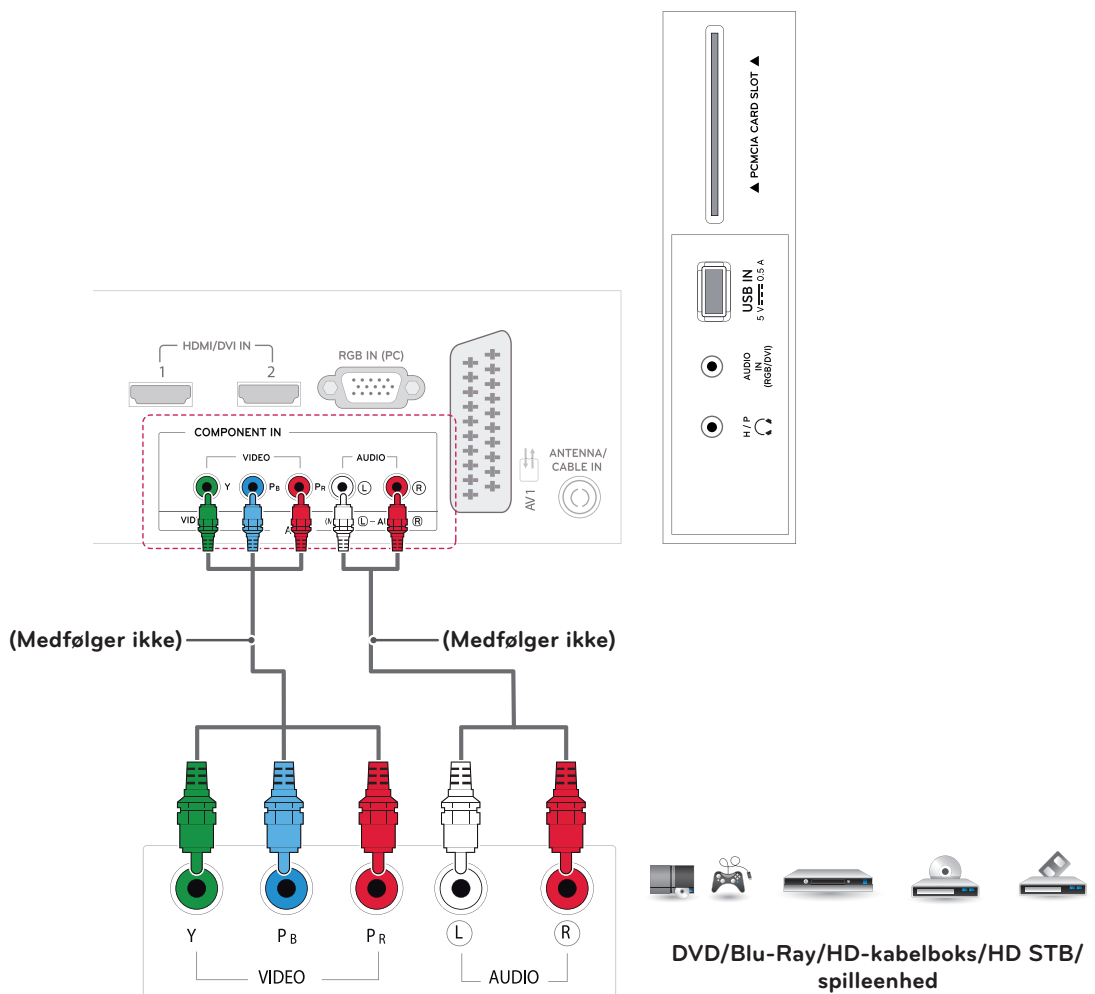 ▲ PCMCIA CARD SLOT ▲
USB IN
5 V 0.5 A
AUDIO
IN
(RGB/DVI)
H / P
HDMI/DVI IN
1 2
RGB IN (PC)
COMPONENT IN
VIDEO AUDIO
Y PB PR L R
L R
AV1
ANTENNA/
CABLE IN
(Medfølger ikke) (Medfølger ikke)
Y PB PR L R
VIDEO AUDIO
DVD/Blu-Ray/HD-kabelboks/HD STB/
spilleenhed